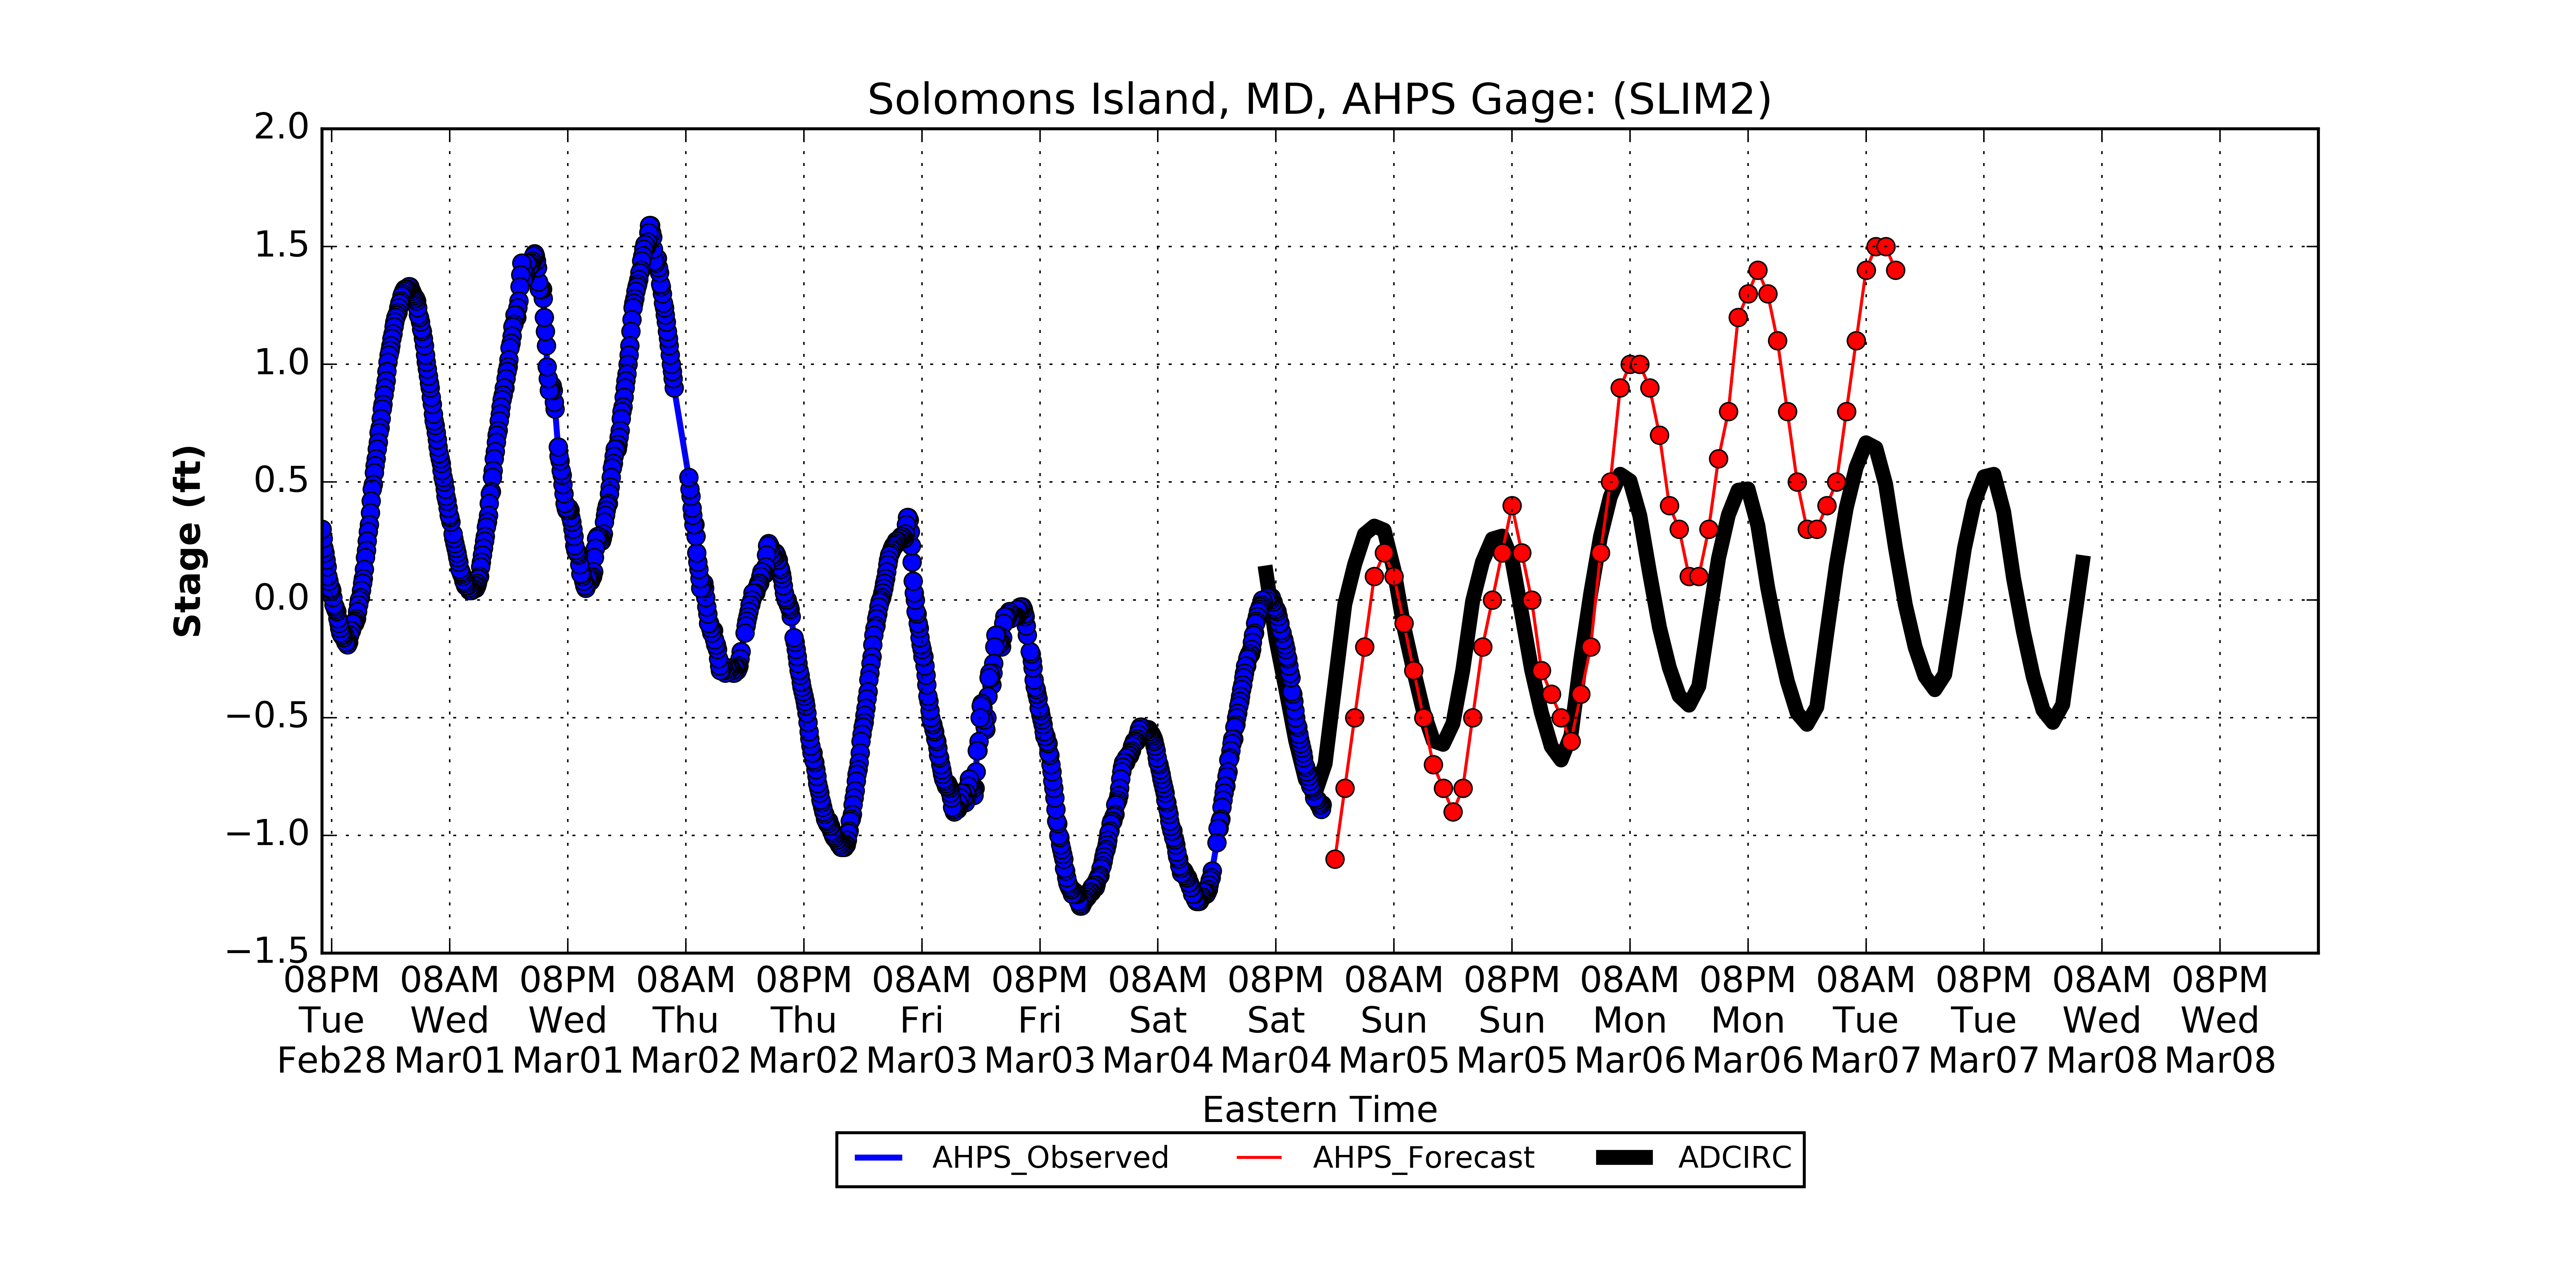 Solomons Island, MD, AHPS Gage: (SLIM2)
2.0
1.5
1.0
0.5
0.0
−0.5
−1.0
−1.5
Stage (ft)
08PM 08AM 08PM 08AM 08PM 08AM 08PM 08AM 08PM 08AM 08PM 08AM 08PM 08AM 08PM 08AM 08PM
Tue Wed Wed Thu Thu Fri Fri Sat Sat Sun Sun Mon Mon Tue Tue Wed Wed
Feb28 Mar01 Mar01 Mar02 Mar02 Mar03 Mar03 Mar04 Mar04 Mar05 Mar05 Mar06 Mar06 Mar07 Mar07 Mar08 Mar08
Eastern Time
AHPS_Observed AHPS_Forecast ADCIRC